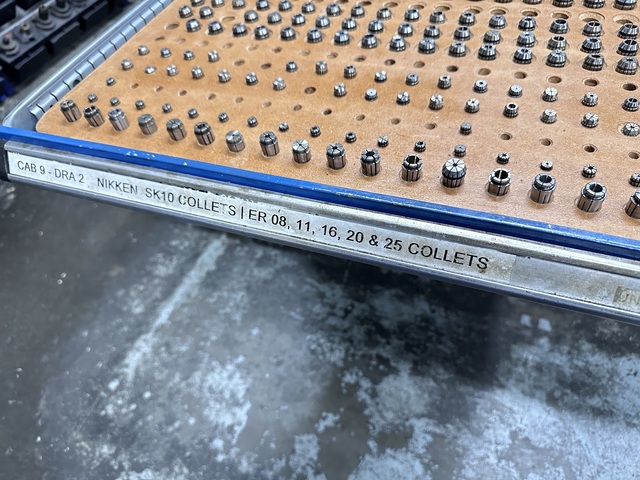 CAB 9 - DRA 2 NIKKEN SK10 COLLETS | ER 08, 11, 16, 20 & 25 COLLETS